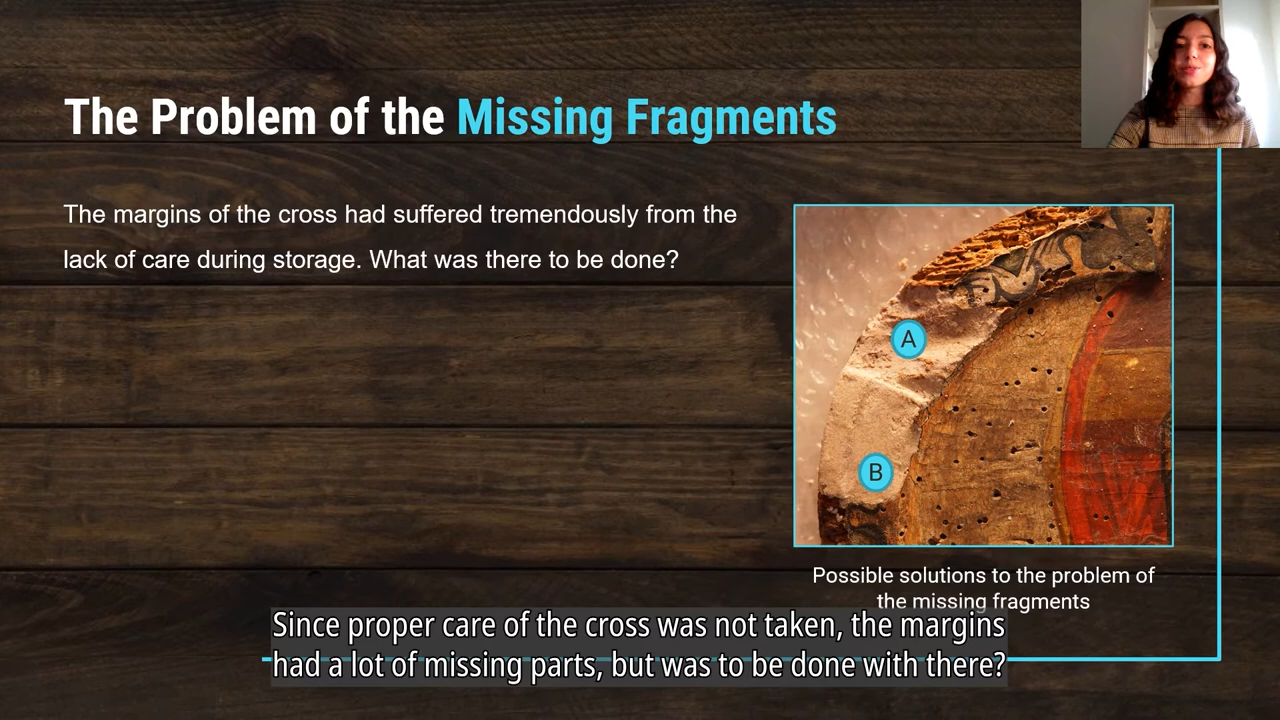 The Problem of the Missing Fragments
The margins of the cross had suffered tremendously from the
lack of care during storage. What was there to be done?
A
B
Possible solutions to the problem of
the missing fragments
Since proper care of the cross was not taken, the margins
had a lot of missing parts, but was to be done with there?